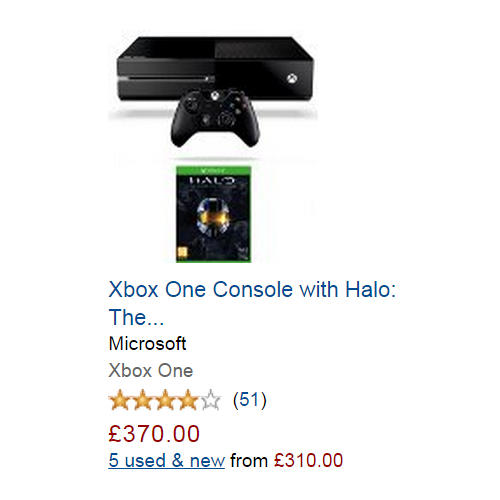 HALO
Xbox One Console with Halo:
The...
Microsoft
Xbox One
(51)
£370.00
5 used & new from £310.00